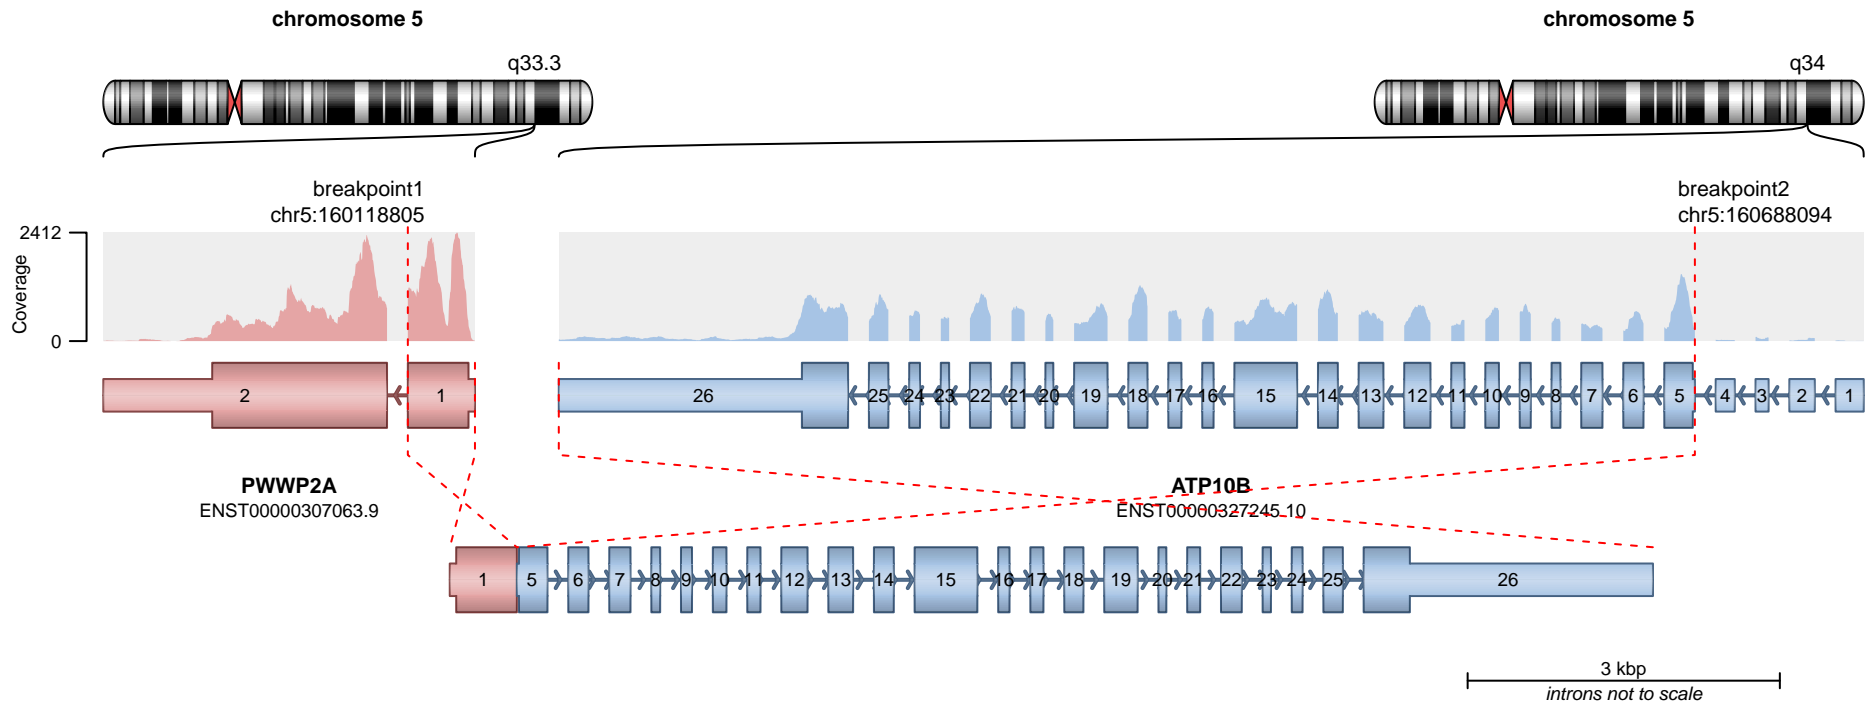 chromosome 5
chromosome 5
q33.3
q34
breakpoint1
chr5:160118805
breakpoint2
chr5:160688094
2412
0
Coverage
2 1 26 25 24 23 22 21 20 19 18 17 16 15 14 13 12 11 10 9 8 7 6 5 4 3 2 1
PWWP2A
ENST00000307063.9
ATP10B
ENST00000327245.10
1 5 6 7 8 9 10 11 12 13 14 15 16 17 18 19 20 21 22 23 24 25 26
3 kbp
introns not to scale